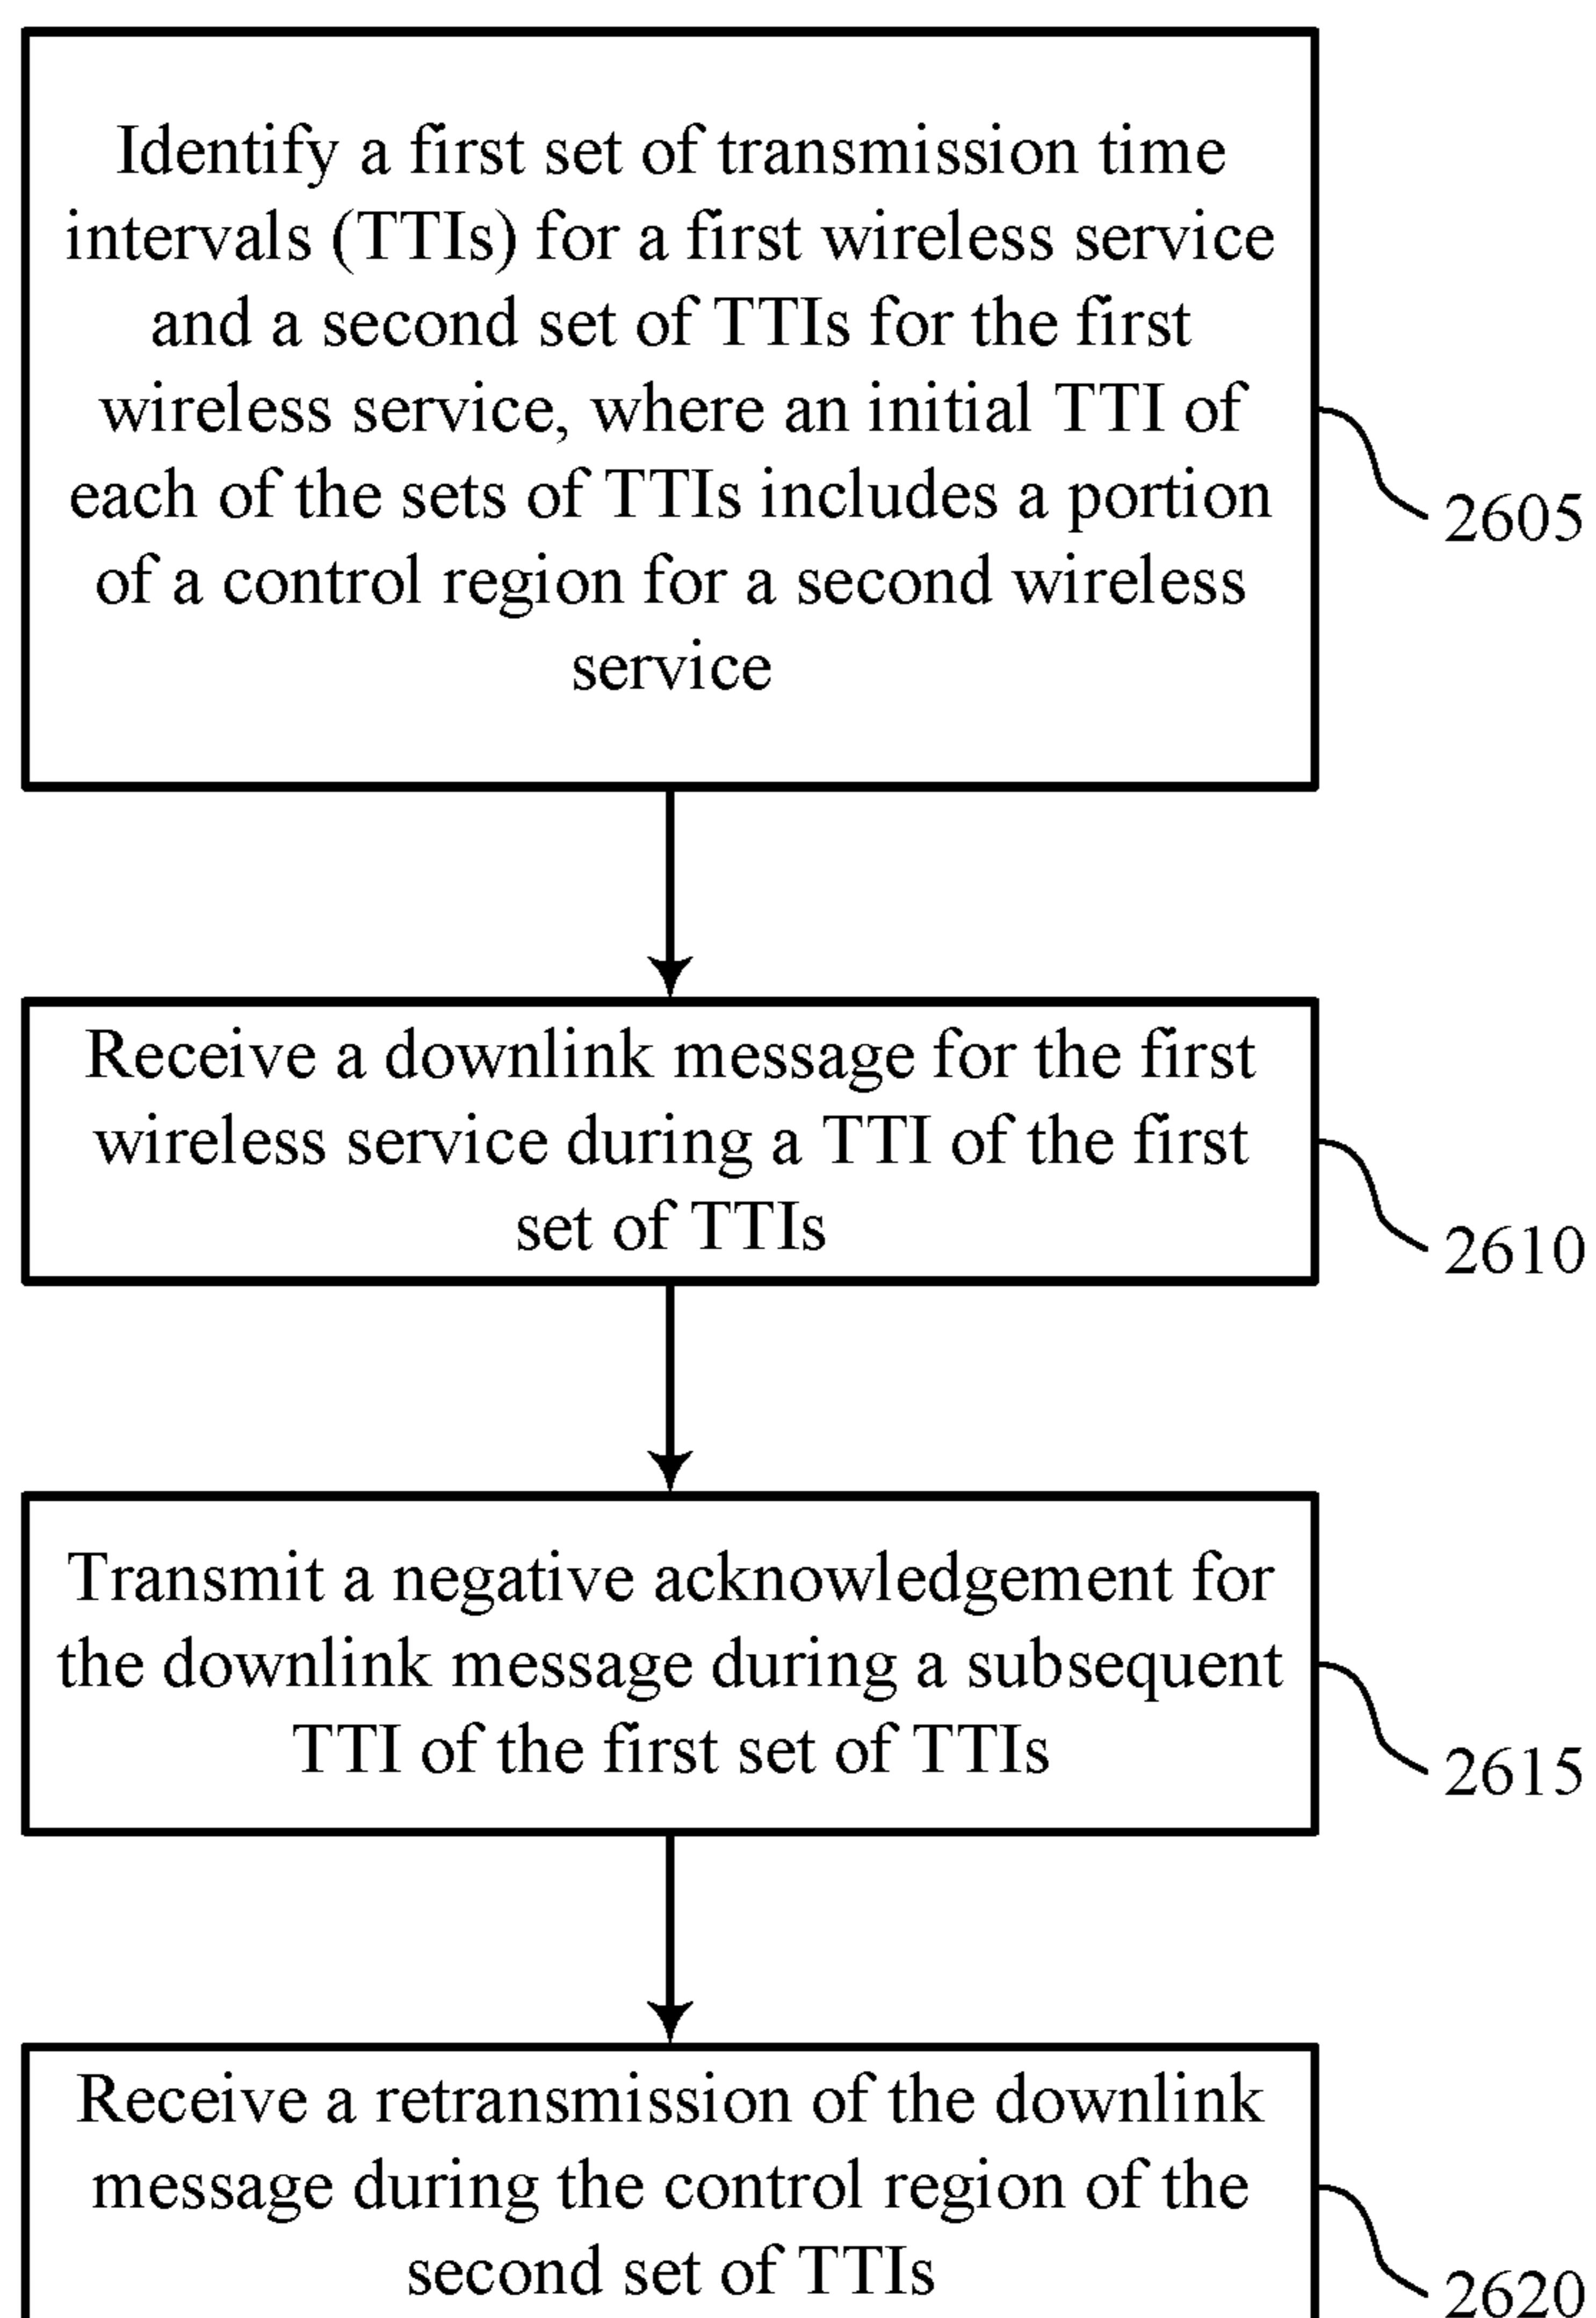 Identify a first set of transmission time
intervals (TTIs) for a first wireless service
and a second set of TTIs for the first
wireless service, where an initial TTI of
each of the sets of TTIs includes a portion
of a control region for a second wireless
service
2605
Receive a downlink message for the first
wireless service during a TTI of the first
set of TTIs
2610
Transmit a negative acknowledgement for
the downlink message during a subsequent
TTI of the first set of TTIs
2615
Receive a retransmission of the downlink
message during the control region of the
second set of TTIs
2620